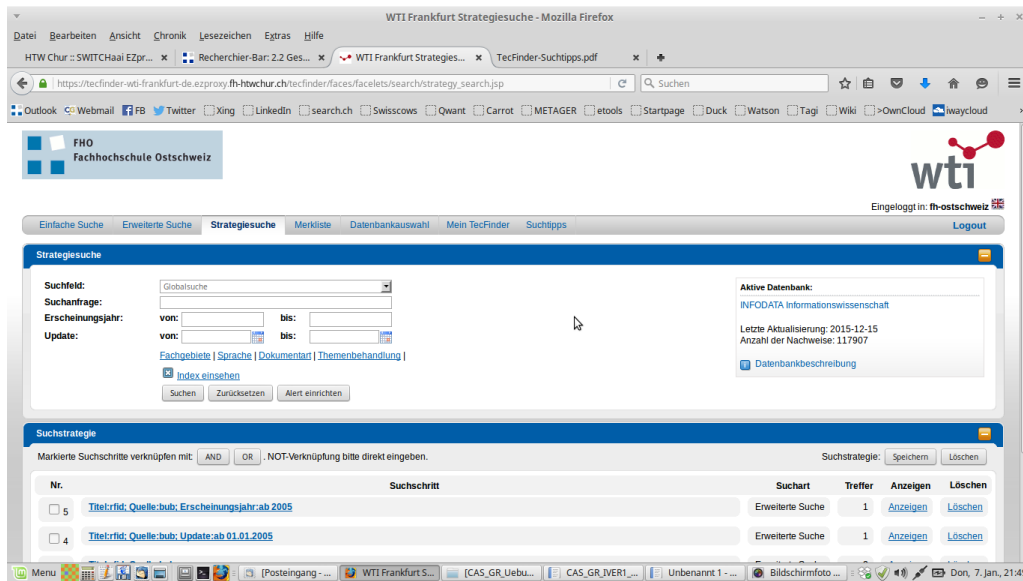 WTI Frankfurt Strategiesuche - Mozilla Firefox
Datei Bearbeiten Ansicht Chronik Lesezeichen Extras Hilfe
HTW Chur :: SWITCHaai EZpr... × Recherchier-Bar: 2.2 Ges... × WTI Frankfurt Strategies... × TecFinder-Suchtipps.pdf ×
https://tecfinder-wti-frankfurt-de.ezproxy.fh-htwchur.ch/tecfinder/faces/facelets/search/strategy_search.jsp Suchen
Outlook Webmail FB Twitter Xing LinkedIn search.ch Swisscows Qwant Carrot METAGER etools Startpage Duck Watson Tagi Wiki >OwnCloud iwaycloud
FHO
Fachhochschule Ostschweiz
wti
Eingeloggt in: fh-ostschweiz
Einfache Suche Erweiterte Suche Strategiesuche Merkliste Datenbankauswahl Mein TecFinder Suchtipps Logout
Strategiesuche
Suchfeld: Globalsuche
Suchanfrage:
Erscheinungsjahr: von: bis:
Update: von: bis:
Fachgebiete | Sprache | Dokumentart | Themenbehandlung |
Index einsehen
Suchen Zurücksetzen Alert einrichten
Aktive Datenbank:
INFODATA Informationswissenschaft
Letzte Aktualisierung: 2015-12-15
Anzahl der Nachweise: 117907
Datenbankbeschreibung
Suchstrategie
Markierte Suchschritte verknüpfen mit: AND OR . NOT-Verknüpfung bitte direkt eingeben. Suchstrategie: Speichern Löschen
Nr. Suchschritt Suchart Treffer Anzeigen Löschen
5 Titel:rfid; Quelle:bub; Erscheinungsjahr:ab 2005 Erweiterte Suche 1 Anzeigen Löschen
4 Titel:rfid; Quelle:bub; Update:ab 01.01.2005 Erweiterte Suche 1 Anzeigen Löschen
Menu [Posteingang - ... WTI Frankfurt S... [CAS_GR_Uebu... CAS_GR_IVER1_... Unbenannt 1 - ... Bildschirmfoto ... Don, 7. Jan., 21:4